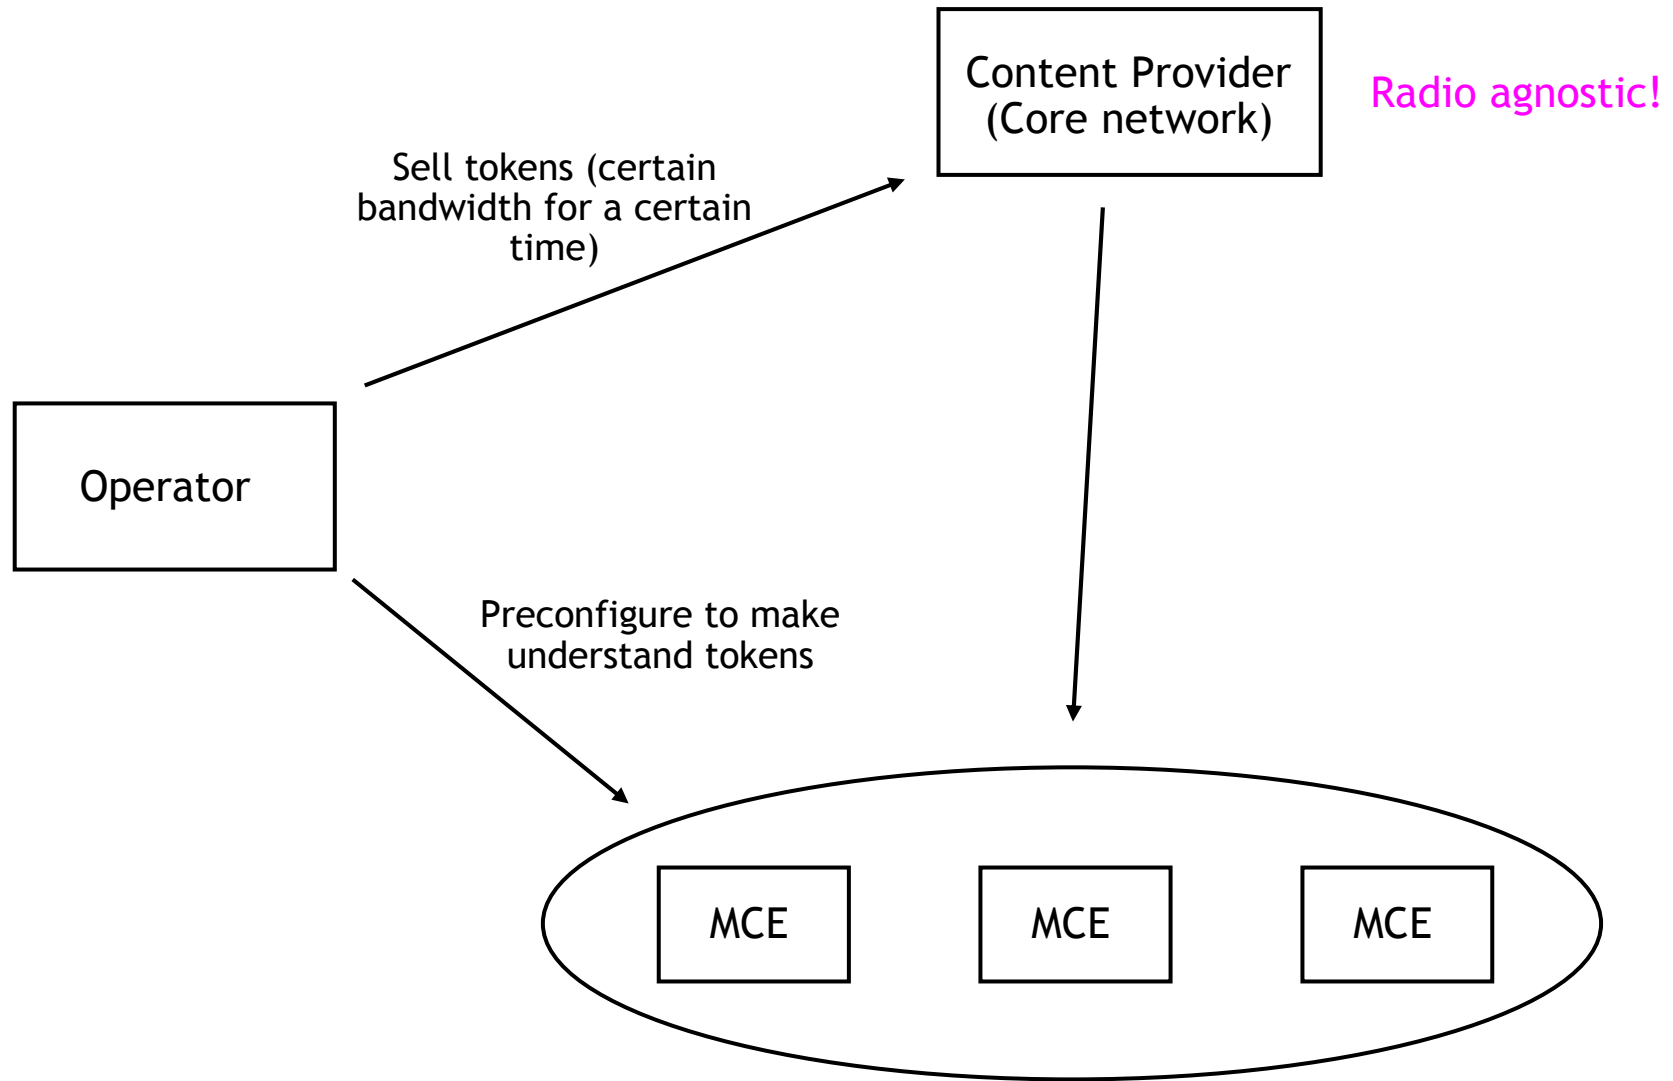 Content Provider
(Core network)
Radio agnostic!
Sell tokens (certain
bandwidth for a certain
time)
Operator
Preconfigure to make
understand tokens
MCE
MCE
MCE